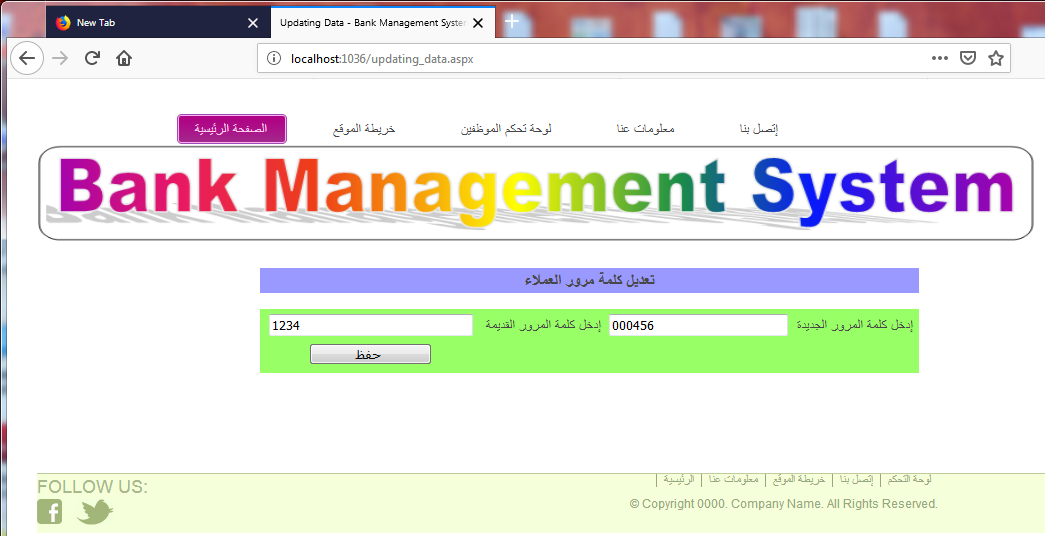 New Tab
Updating Data - Bank Management System
localhost:1036/updating_data.aspx
الصفحة الرئيسية
خريطة الموقع
لوحة تحكم الموظفين
معلومات عنا
إتصل بنا
Bank Management System
تعديل كلمة مرور العملاء
إدخل كلمة المرور الجديدة 000456 إدخل كلمة المرور القديمة 1234
حفظ
FOLLOW US:
لوحة التحكم | إتصل بنا | خريطة الموقع | معلومات عنا | الرئيسية |
© Copyright 0000. Company Name. All Rights Reserved.